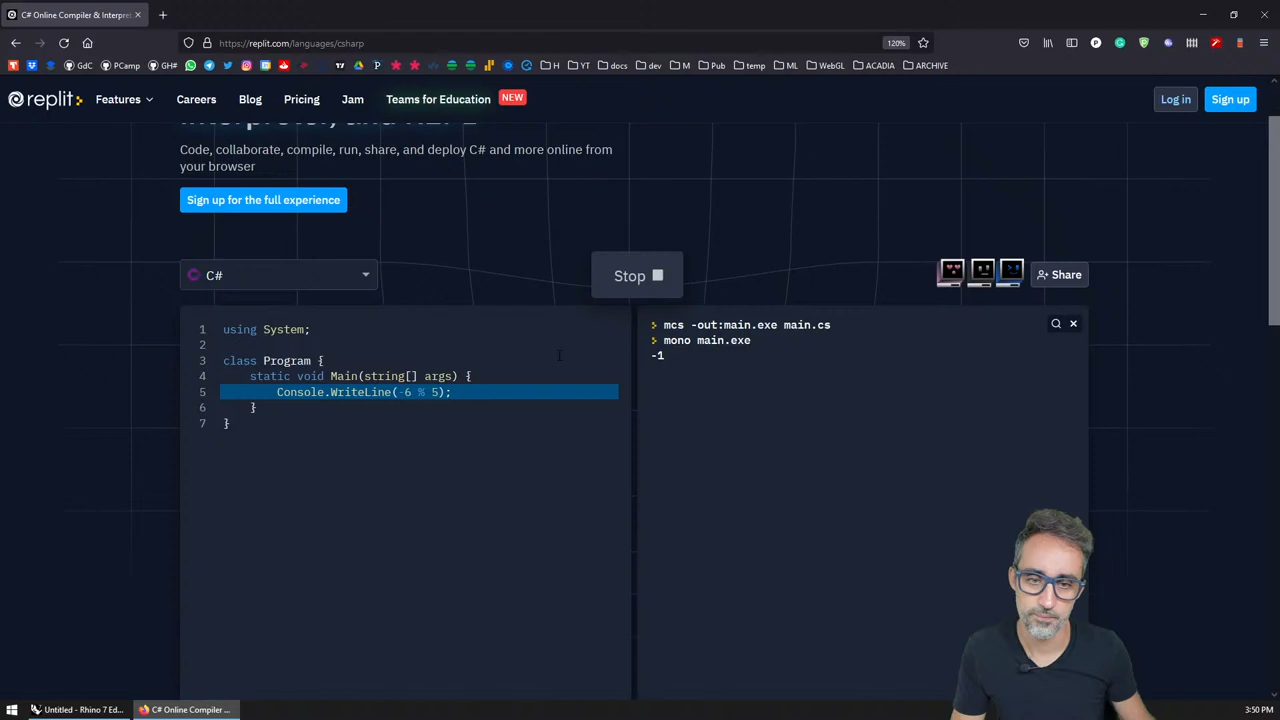 C# Online Compiler & Interpre
https://replit.com/languages/csharp
120%
GdC
PCamp
GH#
H
YT
docs
dev
M
Pub
temp
ML
WebGL
ACADIA
ARCHIVE
replit
Features
Careers
Blog
Pricing
Jam
Teams for Education
NEW
Log in
Sign up
Code, collaborate, compile, run, share, and deploy C# and more online from
your browser
Sign up for the full experience
C#
Stop
Share
1 using System;
2
3 class Program {
4 static void Main(string[] args) {
5 Console.WriteLine(-6 % 5);
6 }
7 }
> mcs -out:main.exe main.cs
> mono main.exe
-1
Untitled - Rhino 7 Ed...
C# Online Compiler ...
3:50 PM